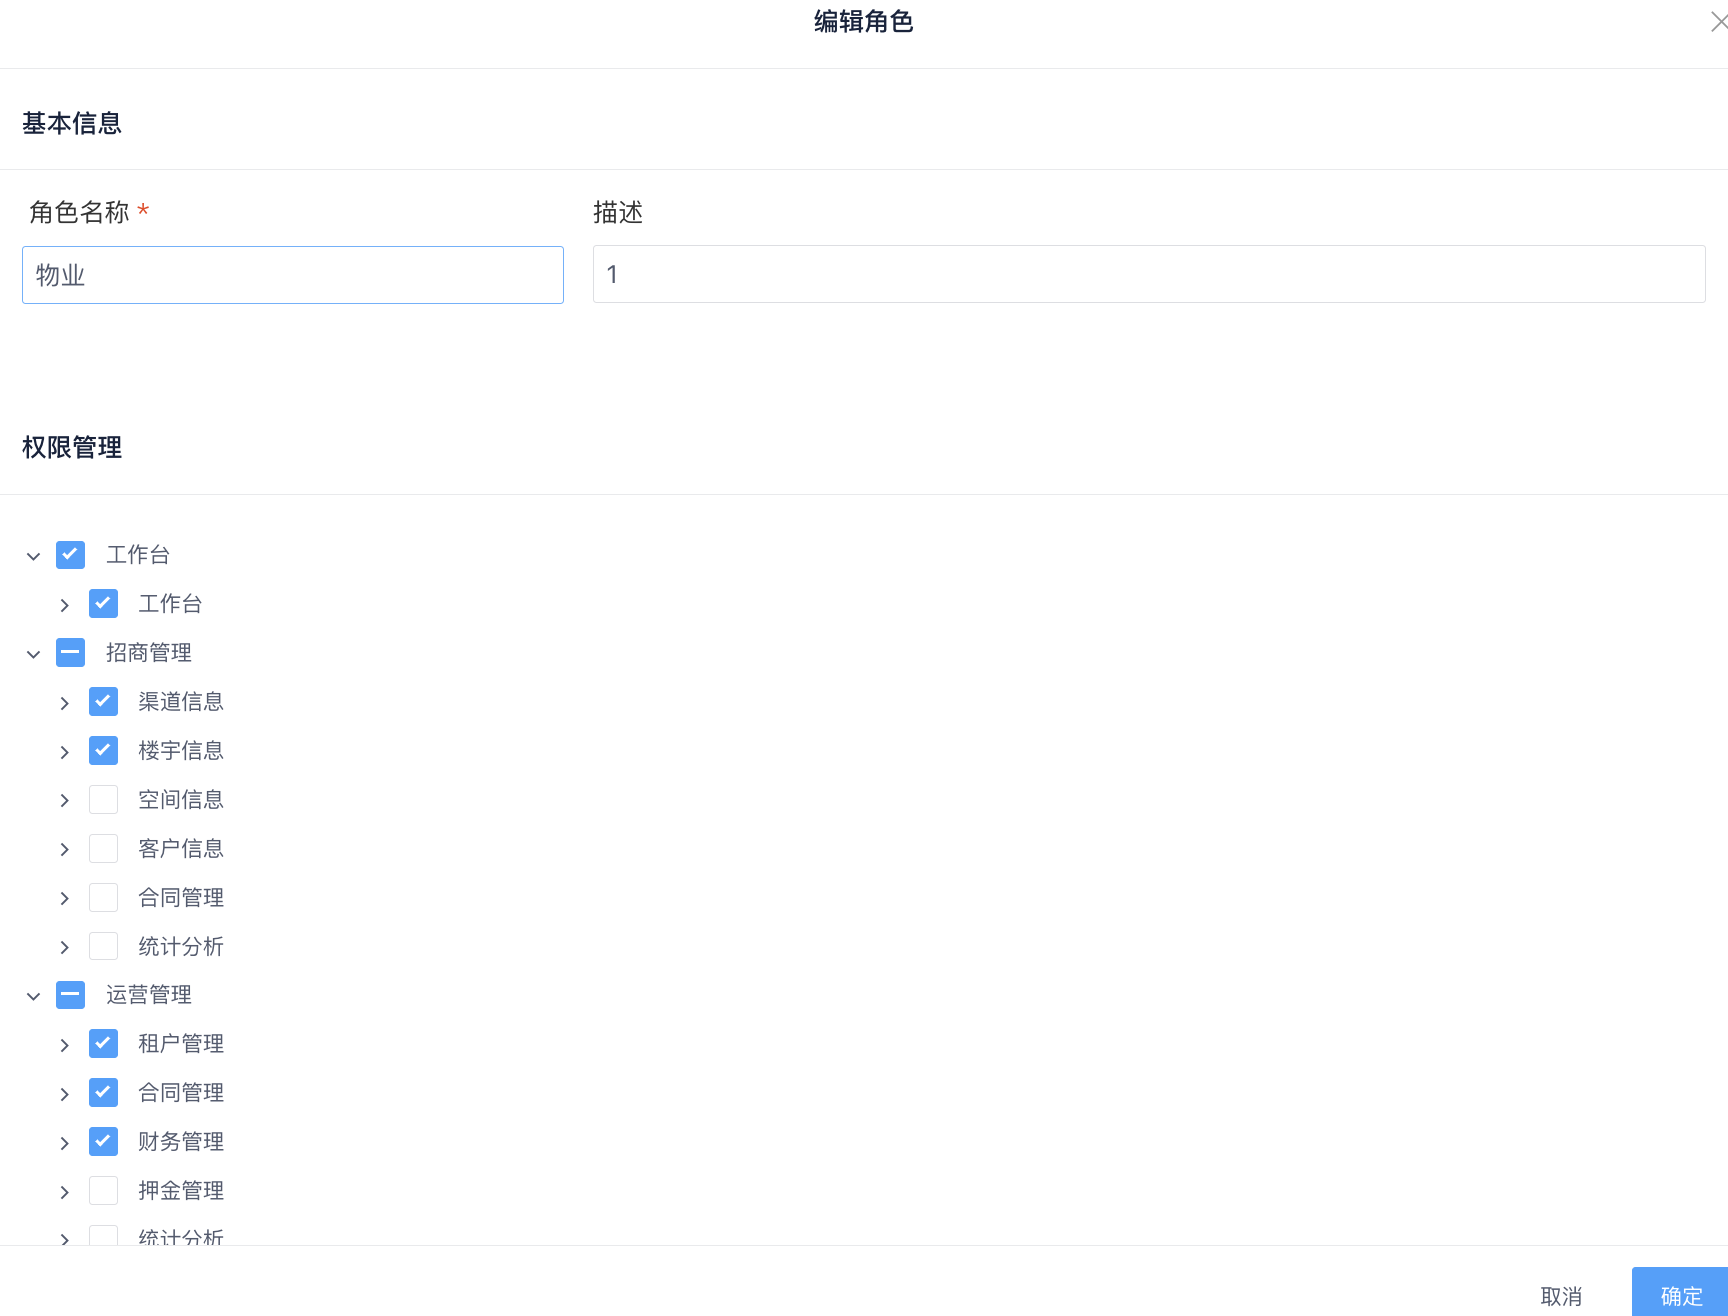 编辑角色
基本信息
角色名称 *
描述
物业
1
权限管理
工作台
工作台
招商管理
渠道信息
楼宇信息
空间信息
客户信息
合同管理
统计分析
运营管理
租户管理
合同管理
财务管理
押金管理
统计分析
取消
确定